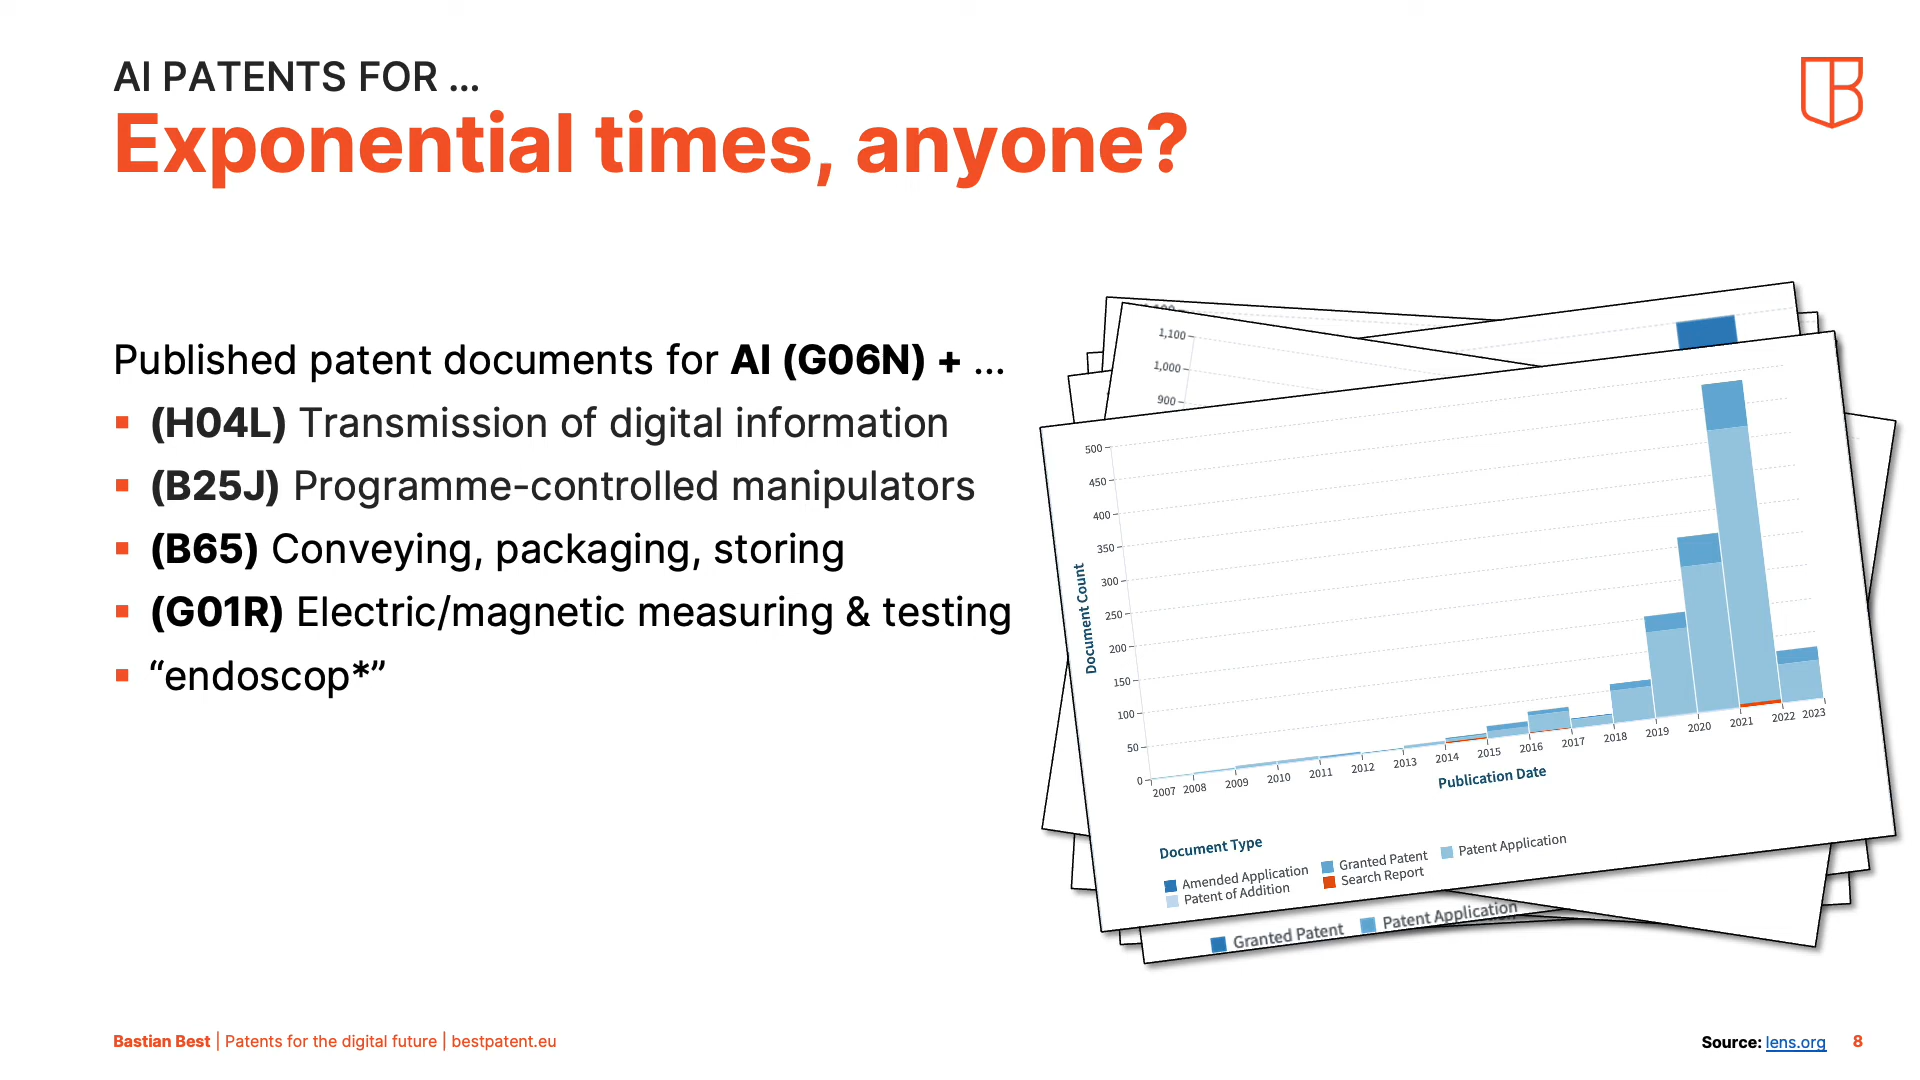 AI PATENTS FOR ...
Exponential times, anyone?
Published patent documents for AI (G06N) + ...
(H04L) Transmission of digital information
(B25J) Programme-controlled manipulators
(B65) Conveying, packaging, storing
(G01R) Electric/magnetic measuring & testing
“endoscop*”
1,100
1,000
900
500
450
400
350
300
250
200
150
100
50
0
Document Count
2007 2008 2009 2010 2011 2012 2013 2014 2015 2016 2017 2018 2019 2020 2021 2022 2023
Publication Date
Document Type
Amended Application Granted Patent Patent Application
Patent of Addition Search Report
Granted Patent Patent Application
Bastian Best | Patents for the digital future | bestpatent.eu
Source: lens.org 8